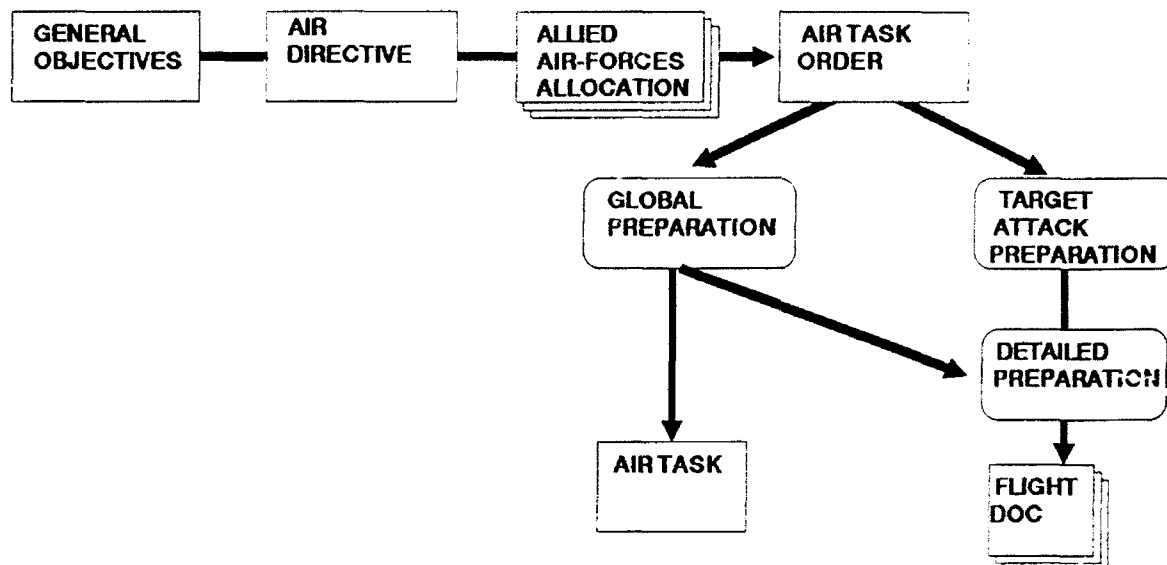 GENERAL
OBJECTIVES
AIR
DIRECTIVE
ALLIED
AIR-FORCES
ALLOCATION
AIR TASK
ORDER
GLOBAL
PREPARATION
TARGET
ATTACK
PREPARATION
DETAILED
PREPARATION
AIR TASK
FLIGHT
DOC